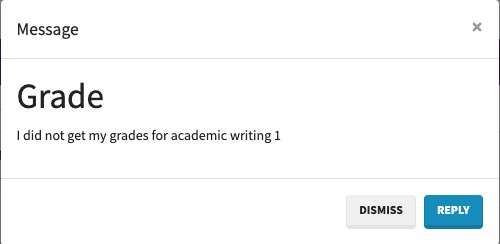 Message
×
Grade
I did not get my grades for academic writing 1
DISMISS
REPLY